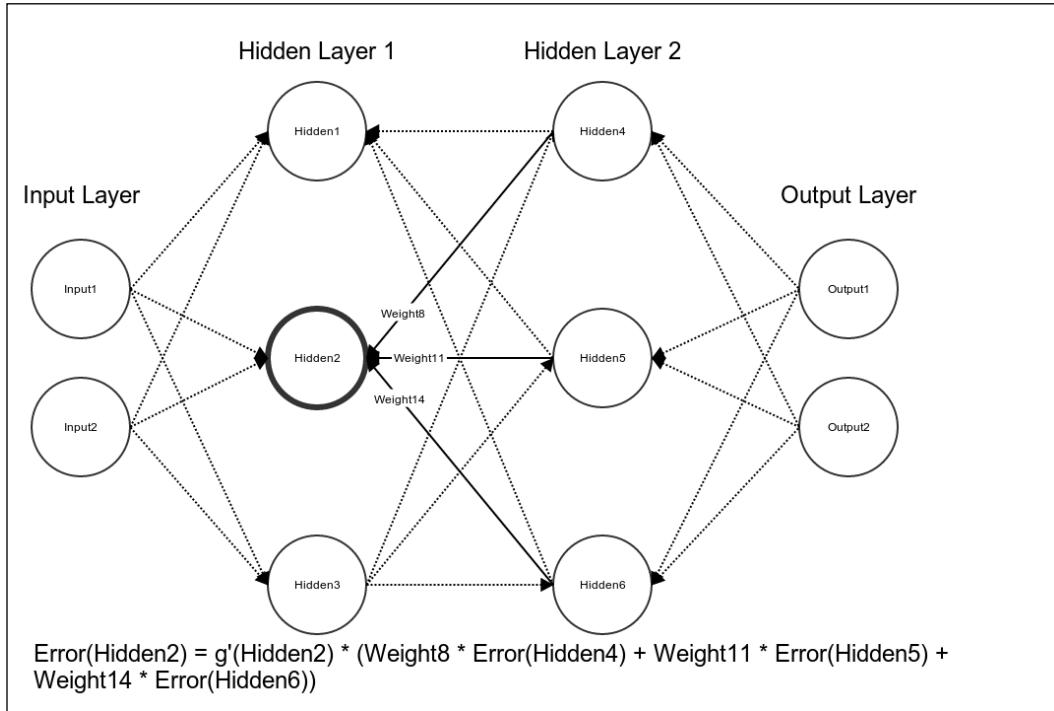 Hidden Layer 1
Hidden Layer 2
Hidden1
Hidden4
Input Layer
Output Layer
Input1
Output1
Weight8
Hidden2
Weight11
Hidden5
Weight14
Input2
Output2
Hidden3
Hidden6
Error(Hidden2) = g'(Hidden2) * (Weight8 * Error(Hidden4) + Weight11 * Error(Hidden5) +
Weight14 * Error(Hidden6))